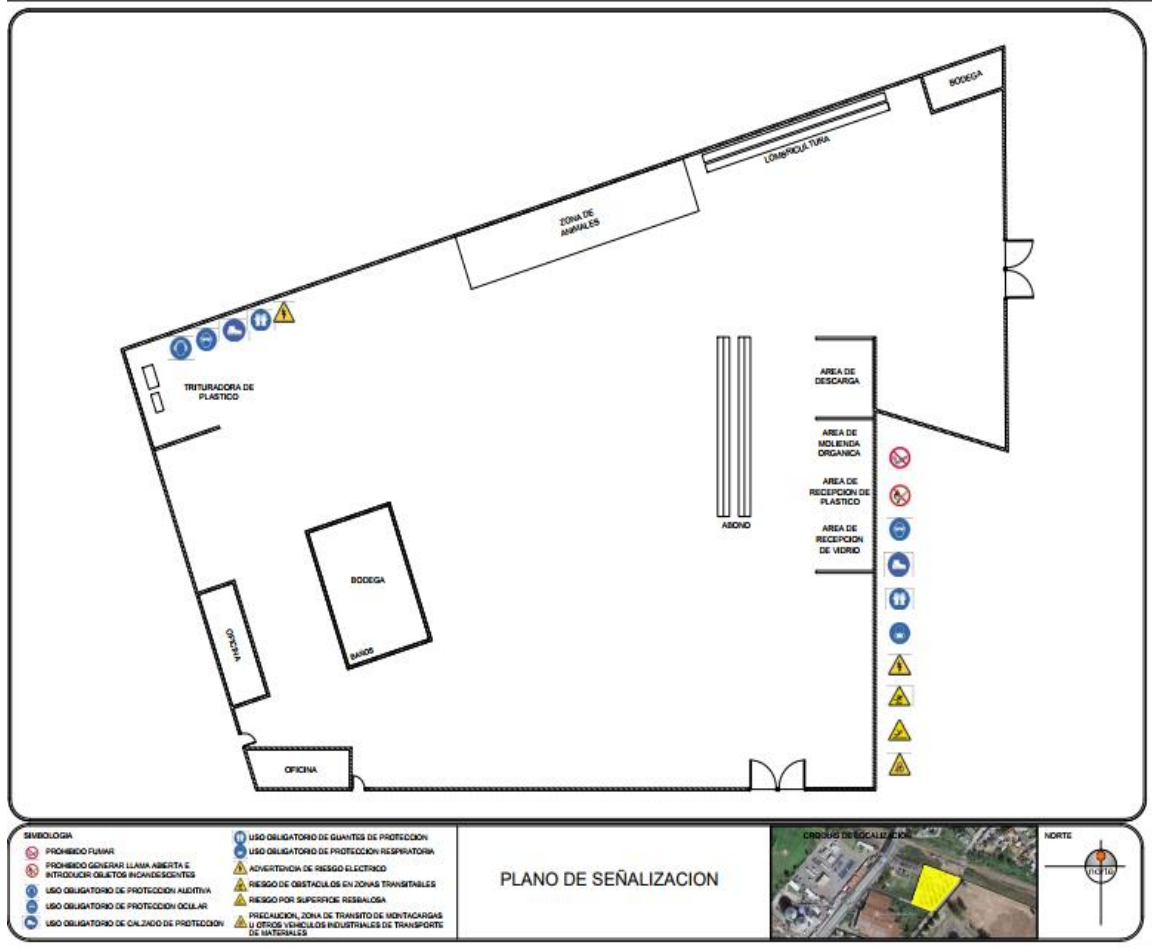 BODEGA
LOMBRICULTURA
ZONA DE
ANIMALES
TRITURADORA DE
PLASTICO
AREA DE
DESCARGA
AREA DE
MOLIENDA
ORGANICA
AREA DE
RECEPCION DE
PLASTICO
AREA DE
RECEPCION
DE VIDRIO
ABONO
BODEGA
BAÑOS
OFICINA
OFICINA
SIMBOLOGIA
PROHIBIDO FUMAR
PROHIBIDO GENERAR LLAMA ABIERTA E
INTRODUCIR OBJETOS INCANDESCENTES
USO OBLIGATORIO DE PROTECCION AUDITIVA
USO OBLIGATORIO DE PROTECCION OCULAR
USO OBLIGATORIO DE CALZADO DE PROTECCION
USO OBLIGATORIO DE GUANTES DE PROTECCION
USO OBLIGATORIO DE PROTECCION RESPIRATORIA
ADVERTENCIA DE RIESGO ELECTRICO
RIESGO DE OBSTACULOS EN ZONAS TRANSITABLES
RIESGO POR SUPERFICIE RESBALOSA
PRECAUCION, ZONA DE TRANSITO DE MONTACARGAS
U OTROS VEHICULOS INDUSTRIALES DE TRANSPORTE
DE MATERIALES
PLANO DE SEÑALIZACION
CROQUIS DE LOCALIZACION
NORTE
norte